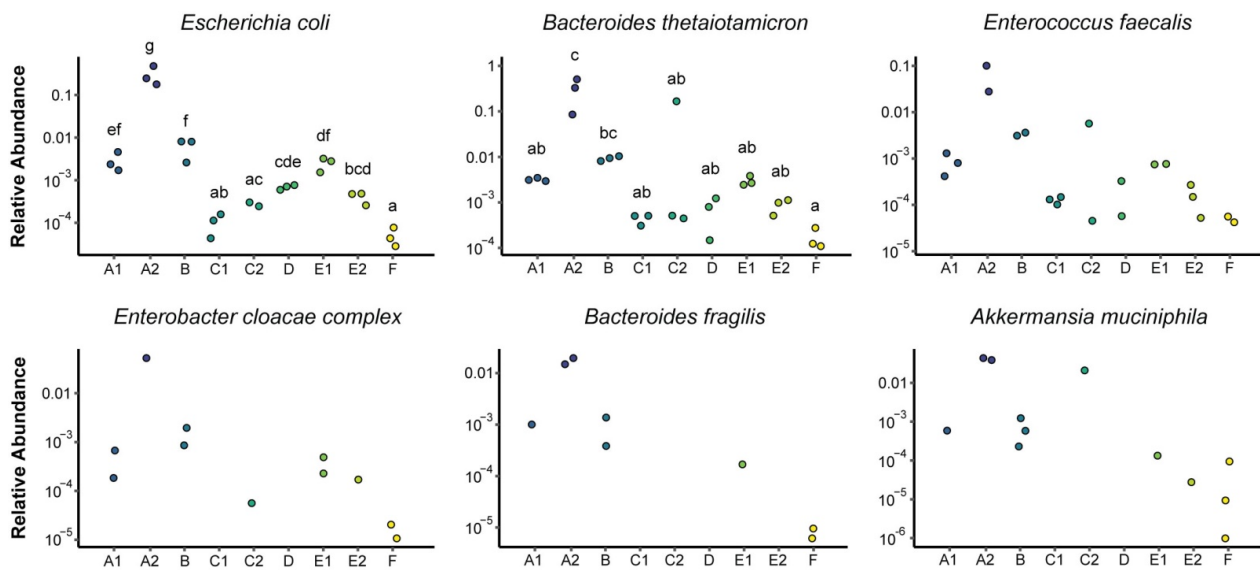 Escherichia coli
Bacteroides thetaiotamicron
Enterococcus faecalis
Relative Abundance
0.1
0.01
10⁻³
10⁻⁴
ef
g
f
ab
ac
cde
df
bcd
a
A1 A2 B C1 C2 D E1 E2 F
1
0.1
0.01
10⁻³
10⁻⁴
ab
c
bc
ab
ab
ab
ab
ab
a
A1 A2 B C1 C2 D E1 E2 F
0.1
0.01
10⁻³
10⁻⁴
10⁻⁵
A1 A2 B C1 C2 D E1 E2 F
Enterobacter cloacae complex
Bacteroides fragilis
Akkermansia muciniphila
Relative Abundance
0.01
10⁻³
10⁻⁴
10⁻⁵
A1 A2 B C1 C2 D E1 E2 F
0.01
10⁻³
10⁻⁴
10⁻⁵
A1 A2 B C1 C2 D E1 E2 F
0.01
10⁻³
10⁻⁴
10⁻⁵
10⁻⁶
A1 A2 B C1 C2 D E1 E2 F